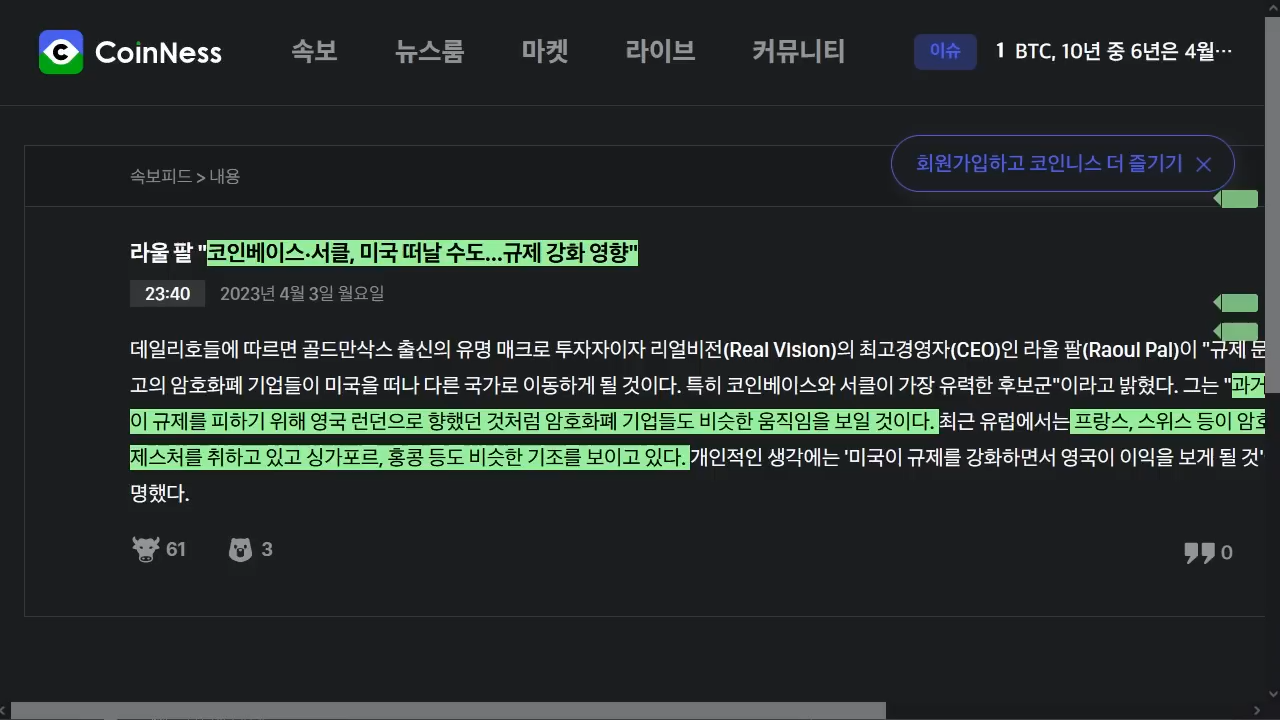 CoinNess 속보 뉴스룸 마켓 라이브 커뮤니티 이슈 1 BTC, 10년 중 6년은 4월···
회원가입하고 코인니스 더 즐기기
속보피드 > 내용
라울 팔 "코인베이스·서클, 미국 떠날 수도...규제 강화 영향"
23:40 2023년 4월 3일 월요일
데일리호들에 따르면 골드만삭스 출신의 유명 매크로 투자자이자 리얼비전(Real Vision)의 최고경영자(CEO)인 라울 팔(Raoul Pal)이 "규제 문
고의 암호화폐 기업들이 미국을 떠나 다른 국가로 이동하게 될 것이다. 특히 코인베이스와 서클이 가장 유력한 후보군"이라고 밝혔다. 그는 "과거
이 규제를 피하기 위해 영국 런던으로 향했던 것처럼 암호화폐 기업들도 비슷한 움직임을 보일 것이다. 최근 유럽에서는 프랑스, 스위스 등이 암호
제스처를 취하고 있고 싱가포르, 홍콩 등도 비슷한 기조를 보이고 있다. 개인적인 생각에는 '미국이 규제를 강화하면서 영국이 이익을 보게 될 것'
명했다.
61 3 0